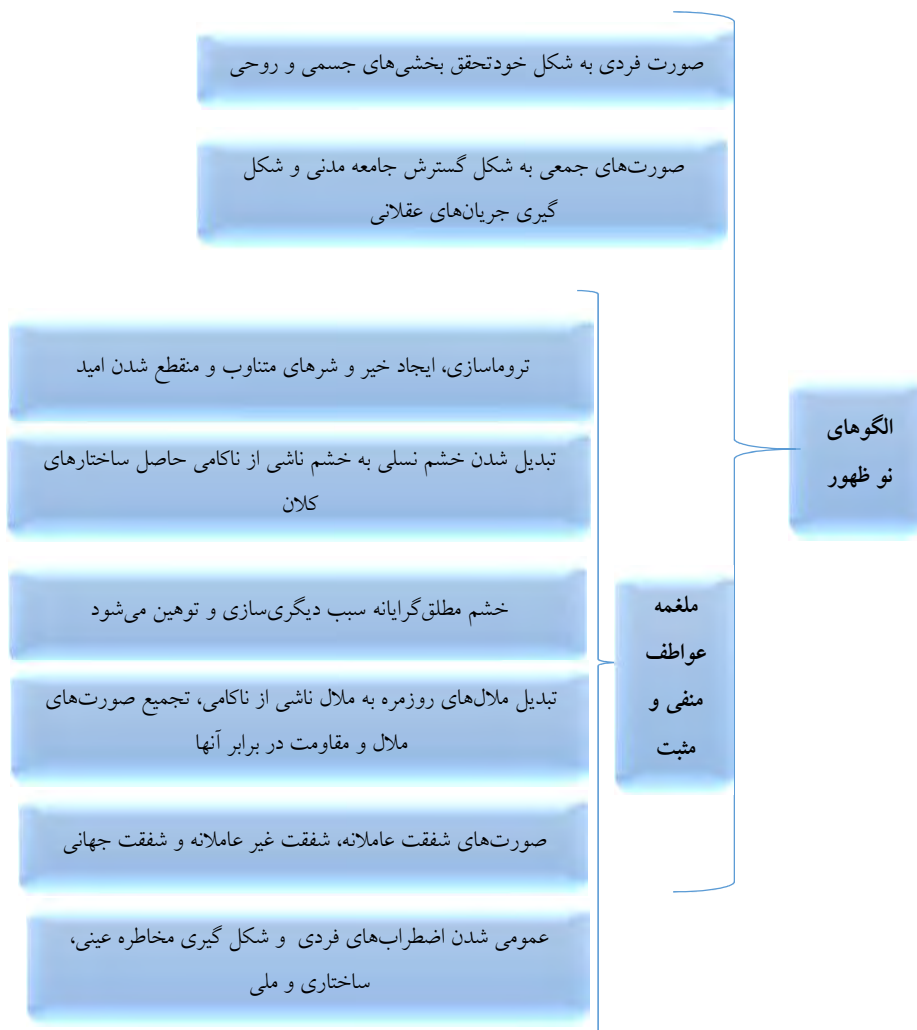 صورت فردی به شکل خودتحقق بخشی‌های جسمی و روحی
صورت‌های جمعی به شکل گسترش جامعه مدنی و شکل
گیری جریان‌های عقلانی
تروماسازی، ایجاد خیر و شرهای متناوب و منقطع شدن امید
تبدیل شدن خشم نسلی به خشم ناشی از ناکامی حاصل ساختارهای
کلان
الگوهای
نو ظهور
خشم مطلق‌گرایانه سبب دیگری‌سازی و توهین می‌شود
ملغمه
عواطف
منفی و
مثبت
تبدیل ملال‌های روزمره به ملال ناشی از ناکامی، تجمیع صورت‌های
ملال و مقاومت در برابر آنها
صورت‌های شفقت عاملانه، شفقت غیر عاملانه و شفقت جهانی
عمومی شدن اضطراب‌های فردی و شکل گیری مخاطره عینی،
ساختاری و ملی